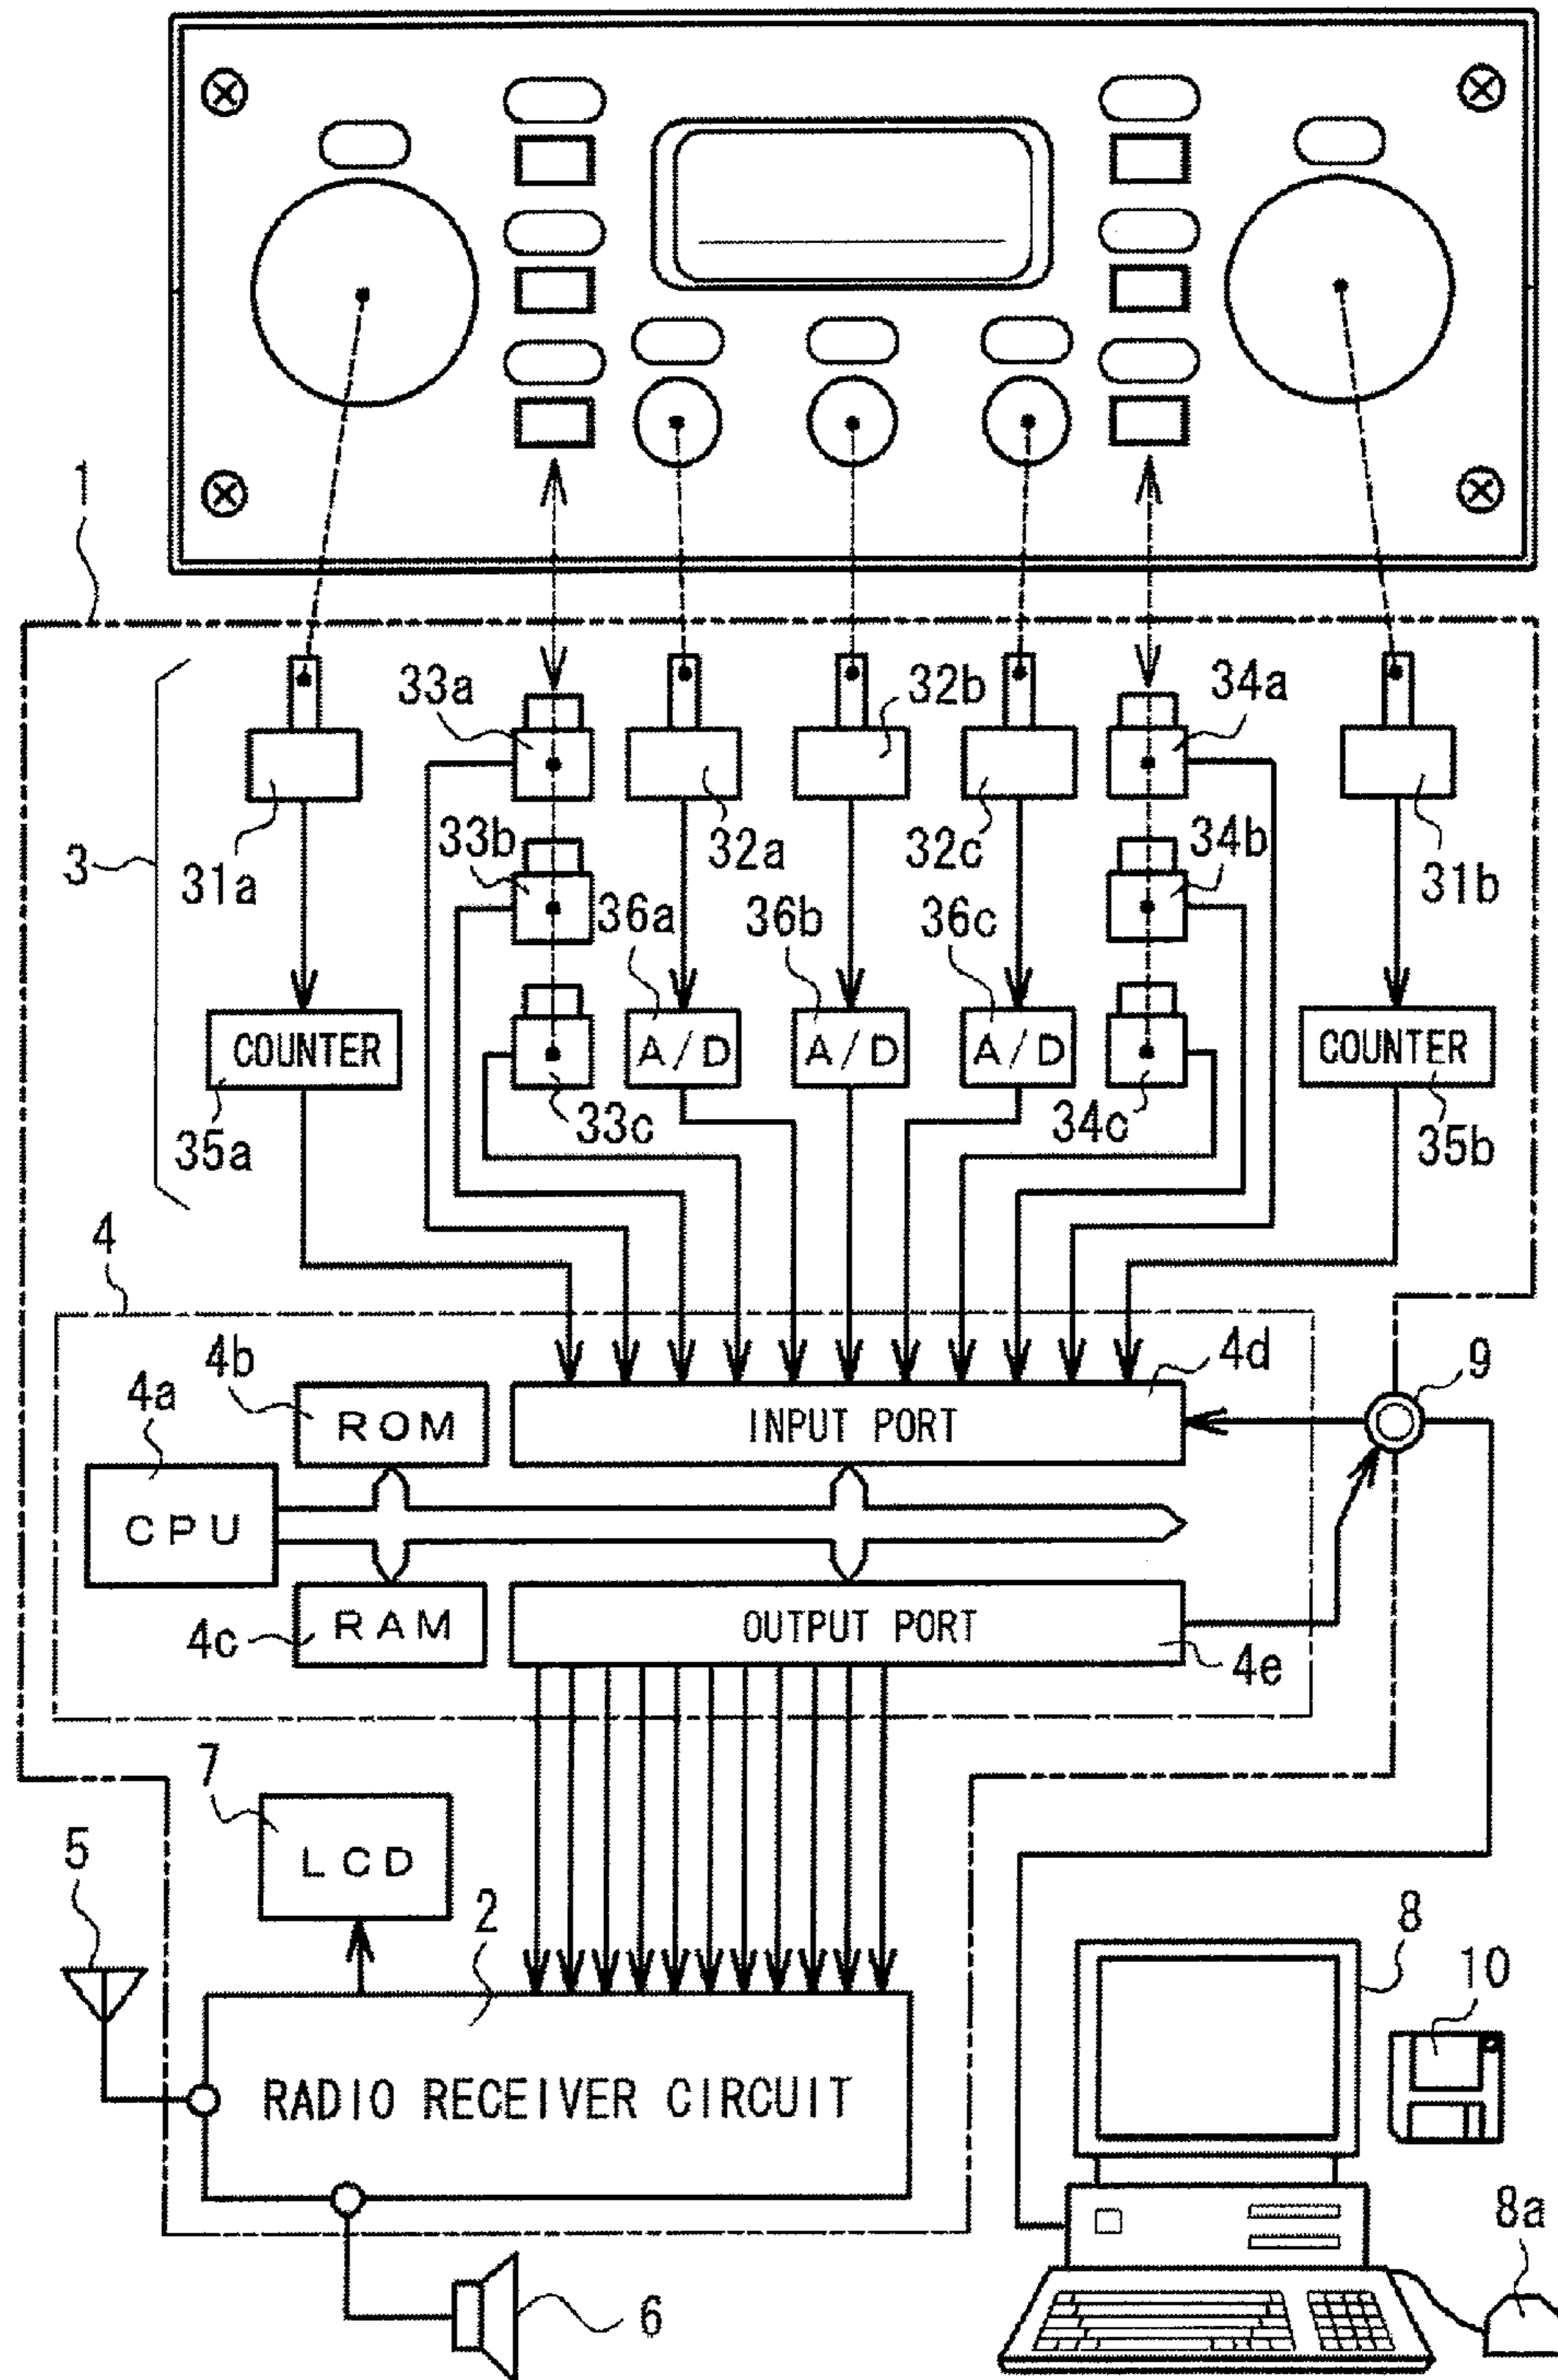 1
33a
32b
34a
3
31a
33b
32a
32c
34b
31b
36a
36b
36c
COUNTER
A/D
A/D
A/D
COUNTER
35a
33c
34c
35b
4
4b
4d
9
4a
ROM
INPUT PORT
CPU
4c
RAM
OUTPUT PORT
4e
7
LCD
5
2
8
10
RADIO RECEIVER CIRCUIT
8a
6